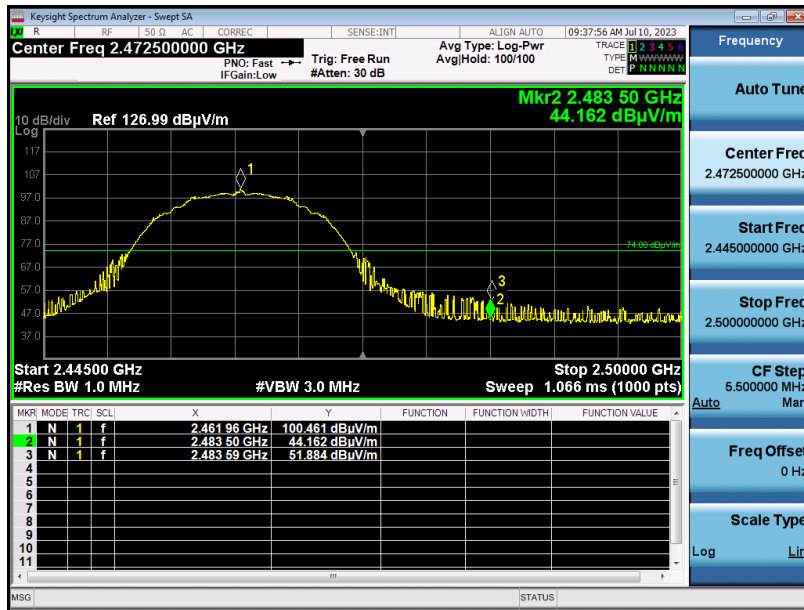 Keysight Spectrum Analyzer - Swept SA
LXI R RF 50 Ω AC CORREC SENSE:INT ALIGN AUTO 09:37:56 AM Jul 10, 2023
Center Freq 2.472500000 GHz
PNO: Fast
IFGain:Low
Trig: Free Run
#Atten: 30 dB
Avg Type: Log-Pwr
Avg|Hold: 100/100
TRACE 1 2 3 4 5 6
TYPE M WWWWW
DET P N N N N N
Mkr2 2.483 50 GHz
44.162 dBµV/m
10 dB/div Ref 126.99 dBµV/m
Log
117
107
97.0
87.0
77.0
74.00 dBµV/m
67.0
57.0
47.0
37.0
1
3
2
Start 2.44500 GHz Stop 2.50000 GHz
#Res BW 1.0 MHz #VBW 3.0 MHz Sweep 1.066 ms (1000 pts)
MKR MODE TRC SCL X Y FUNCTION FUNCTION WIDTH FUNCTION VALUE
1 N 1 f 2.461 96 GHz 100.461 dBµV/m
2 N 1 f 2.483 50 GHz 44.162 dBµV/m
3 N 1 f 2.483 59 GHz 51.884 dBµV/m
4
5
6
7
8
9
10
11
MSG STATUS
Frequency
Auto Tune
Center Freq
2.472500000 GHz
Start Freq
2.445000000 GHz
Stop Freq
2.500000000 GHz
CF Step
5.500000 MHz
Auto Man
Freq Offset
0 Hz
Scale Type
Log Lin